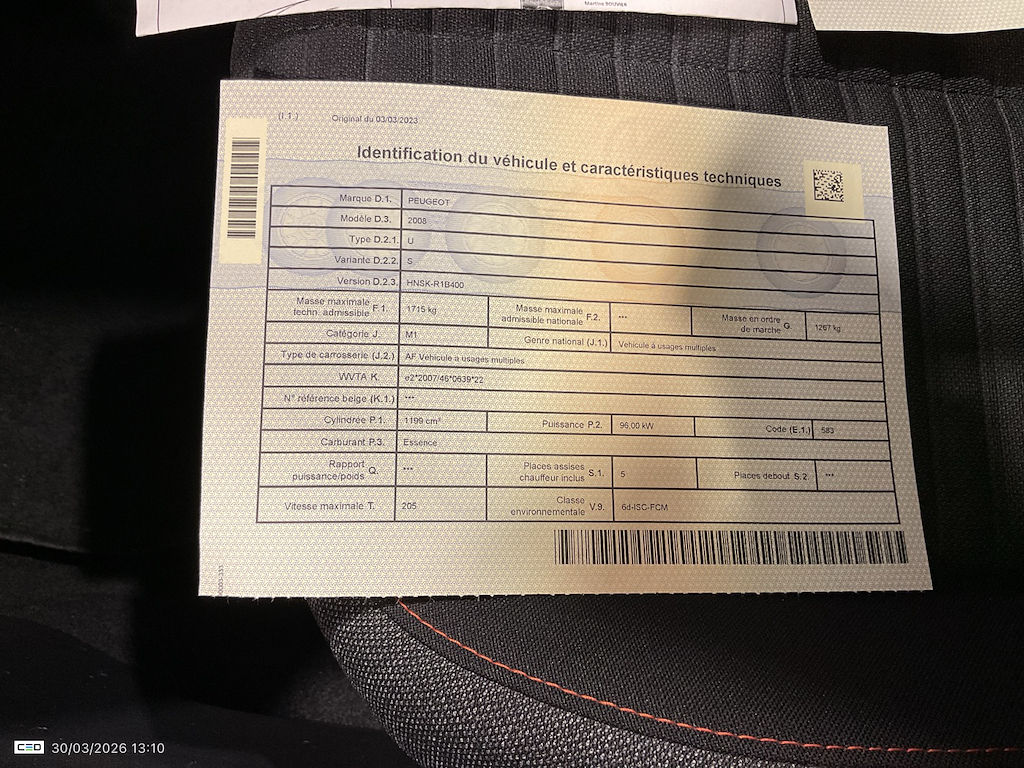 Martine BOUVIER
(I.1.)
Original du 03/03/2023
Identification du véhicule et caractéristiques techniques
Marque D.1. PEUGEOT
Modèle D.3. 2008
Type D.2.1. U
Variante D.2.2. S
Version D.2.3. HNSK-R1B400
Masse maximale techn. admissible F.1. 1715 kg Masse maximale admissible nationale F.2. *** Masse en ordre de marche G. 1267 kg
Catégorie J. M1 Genre national (J.1.) Véhicule à usages multiples
Type de carrosserie (J.2.) AF Véhicule à usages multiples
WVTA K. e2*2007/46*0639*22
N° référence belge (K.1.) ***
Cylindrée P.1. 1199 cm³ Puissance P.2. 96,00 kW Code (E.1.) 583
Carburant P.3. Essence
Rapport puissance/poids Q. *** Places assises chauffeur inclus S.1. 5 Places debout S.2. ***
Vitesse maximale T. 205 Classe environnementale V.9. 6d-ISC-FCM
CEO 30/03/2026 13:10